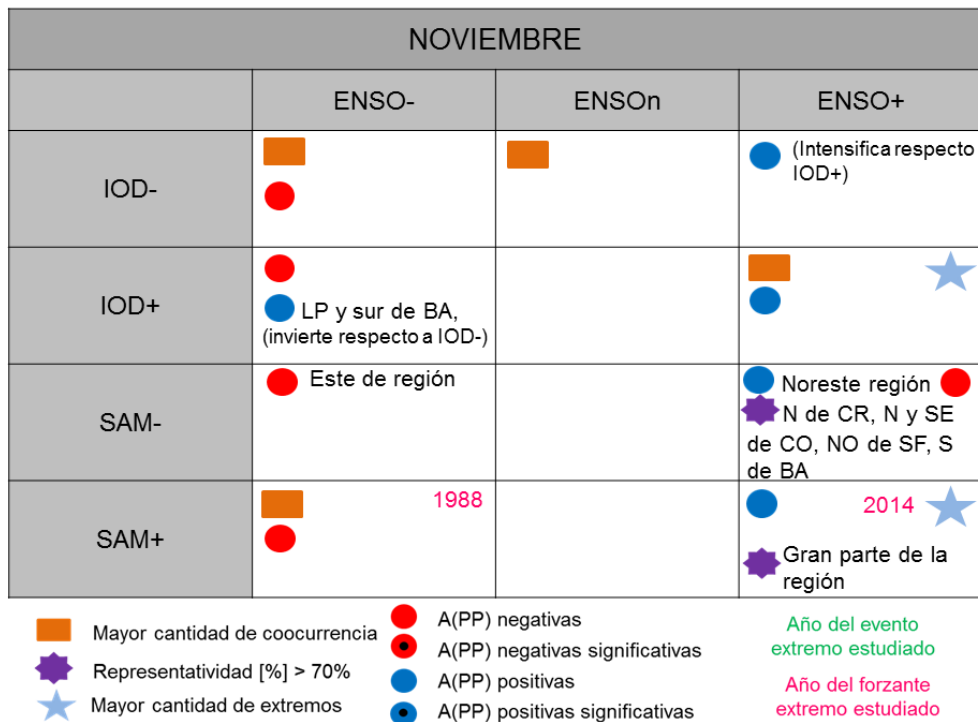 NOVIEMBRE
ENSO-
ENSOn
ENSO+
IOD-
(Intensifica respecto
IOD+)
IOD+
LP y sur de BA,
(invierte respecto a IOD-)
SAM-
Este de región
Noreste región
N de CR, N y SE
de CO, NO de SF, S
de BA
SAM+
1988
2014
Gran parte de la
región
Mayor cantidad de coocurrencia
Representatividad [%] > 70%
Mayor cantidad de extremos
A(PP) negativas
A(PP) negativas significativas
A(PP) positivas
A(PP) positivas significativas
Año del evento
extremo estudiado
Año del forzante
extremo estudiado